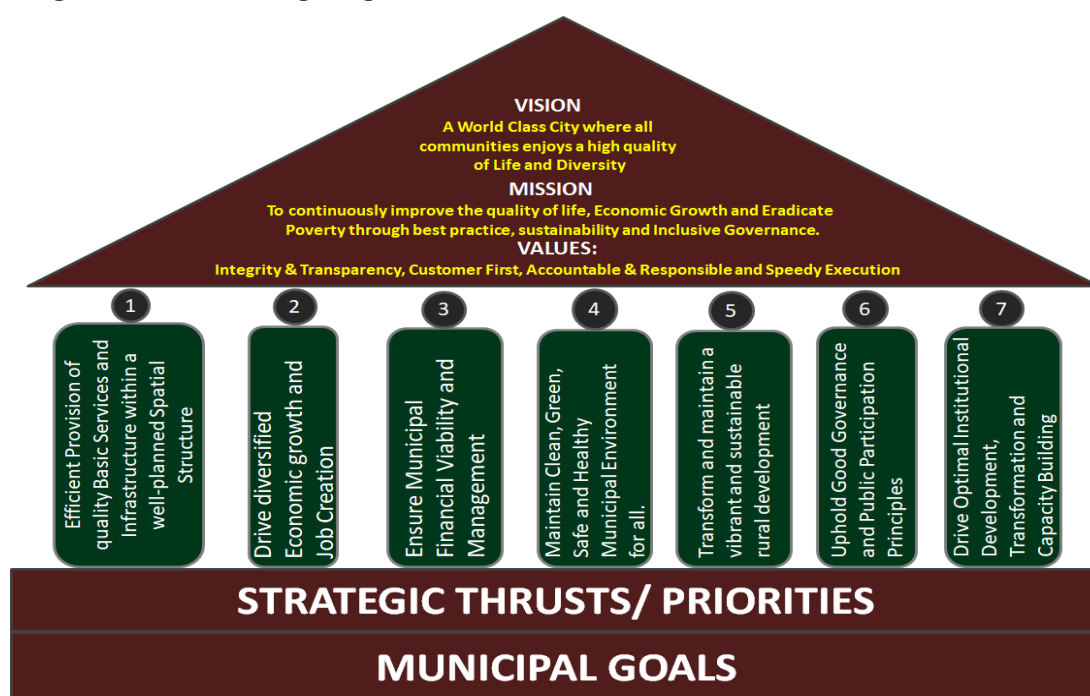 VISION
A World Class City where all
communities enjoys a high quality
of Life and Diversity
MISSION
To continuously improve the quality of life, Economic Growth and Eradicate
Poverty through best practice, sustainability and Inclusive Governance.
VALUES:
Integrity & Transparency, Customer First, Accountable & Responsible and Speedy Execution
1
Efficient Provision of
quality Basic Services and
Infrastructure within a
well-planned Spatial
Structure
2
Drive diversified
Economic growth and
Job Creation
3
Ensure Municipal
Financial Viability and
Management
4
Maintain Clean, Green,
Safe and Healthy
Municipal Environment
for all.
5
Transform and maintain a
vibrant and sustainable
rural development
6
Uphold Good Governance
and Public Participation
Principles
7
Drive Optimal Institutional
Development,
Transformation and
Capacity Building
STRATEGIC THRUSTS/ PRIORITIES
MUNICIPAL GOALS